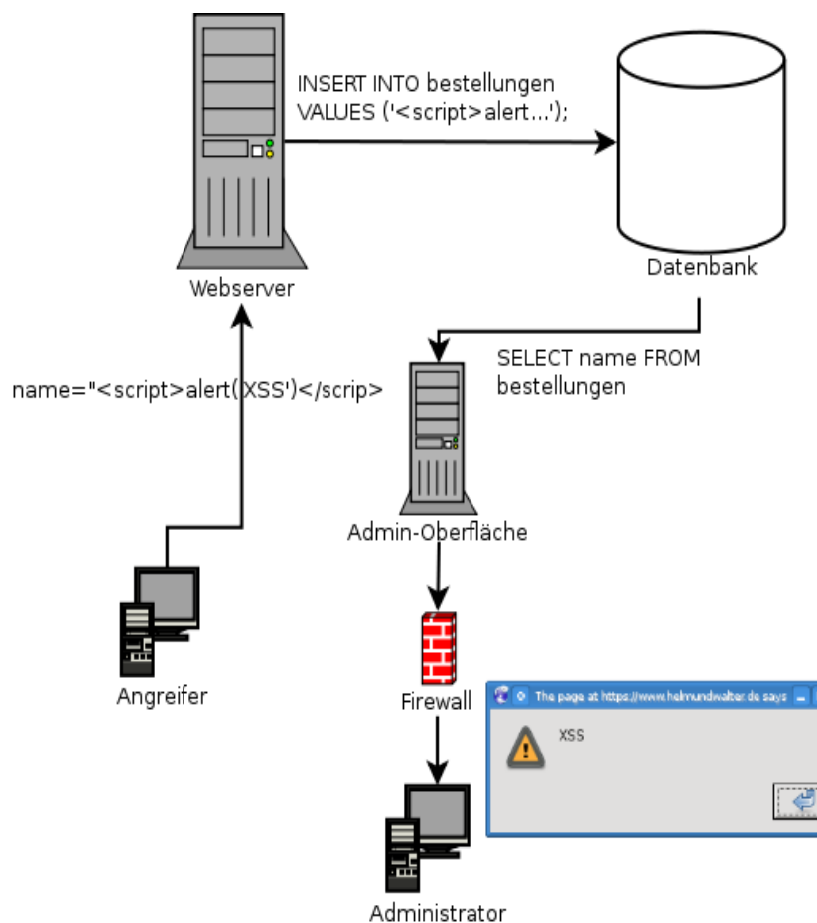 INSERT INTO bestellungen
VALUES ('<script>alert...');
Datenbank
Webserver
SELECT name FROM
bestellungen
name="<script>alert('XSS')</scrip>
Admin-Oberfläche
Angreifer
Firewall
The page at https://www.helmundwalter.de says
XSS
Administrator